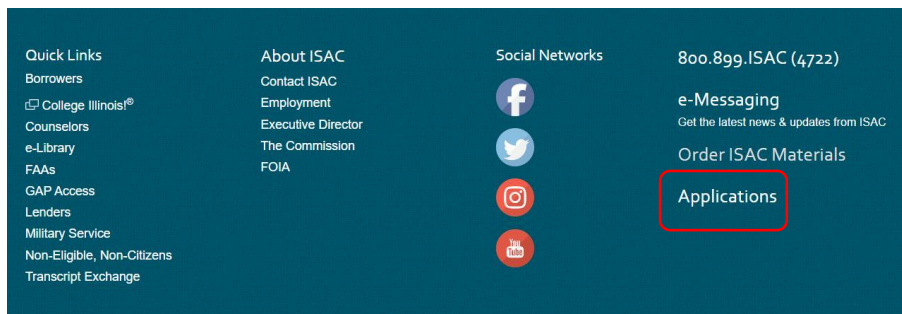 Quick Links
Borrowers
College Illinois!®
Counselors
e-Library
FAAs
GAP Access
Lenders
Military Service
Non-Eligible, Non-Citizens
Transcript Exchange
About ISAC
Contact ISAC
Employment
Executive Director
The Commission
FOIA
Social Networks
You
Tube
800.899.ISAC (4722)
e-Messaging
Get the latest news & updates from ISAC
Order ISAC Materials
Applications